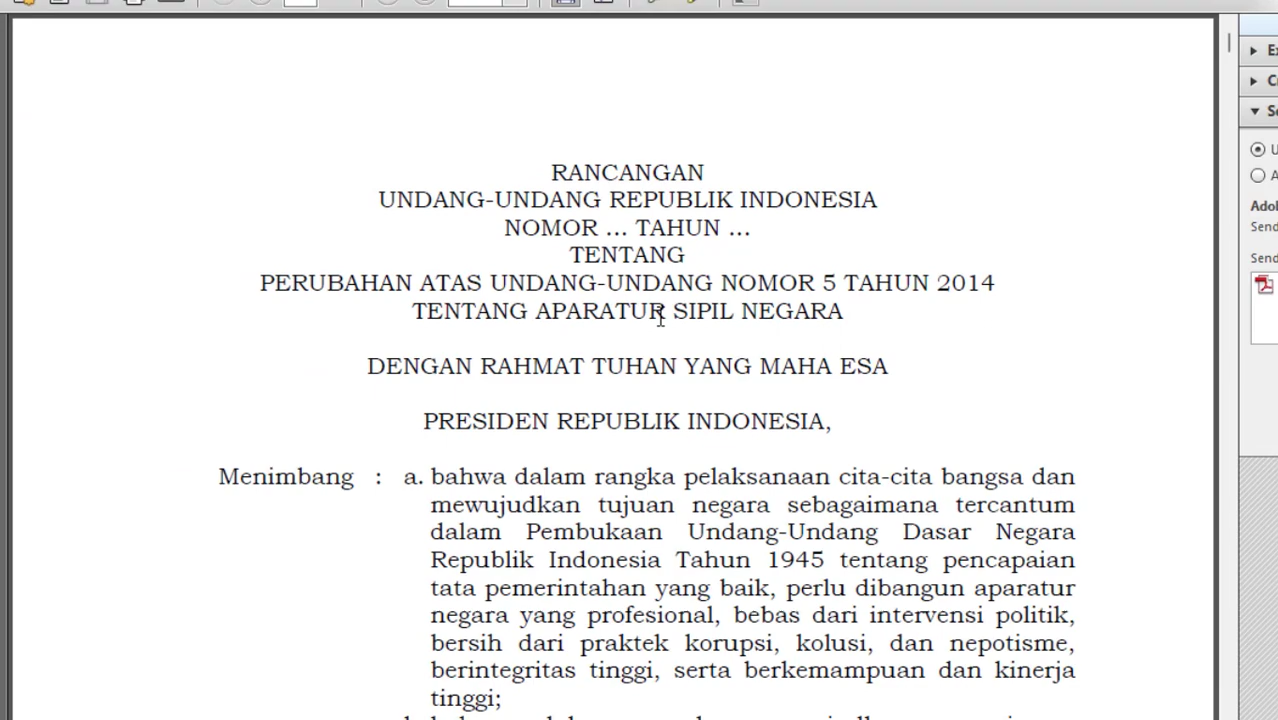 RANCANGAN
UNDANG-UNDANG REPUBLIK INDONESIA
NOMOR ... TAHUN ...
TENTANG
PERUBAHAN ATAS UNDANG-UNDANG NOMOR 5 TAHUN 2014
TENTANG APARATUR SIPIL NEGARA
DENGAN RAHMAT TUHAN YANG MAHA ESA
PRESIDEN REPUBLIK INDONESIA,
Menimbang : a. bahwa dalam rangka pelaksanaan cita-cita bangsa dan
mewujudkan tujuan negara sebagaimana tercantum
dalam Pembukaan Undang-Undang Dasar Negara
Republik Indonesia Tahun 1945 tentang pencapaian
tata pemerintahan yang baik, perlu dibangun aparatur
negara yang profesional, bebas dari intervensi politik,
bersih dari praktek korupsi, kolusi, dan nepotisme,
berintegritas tinggi, serta berkemampuan dan kinerja
tinggi;